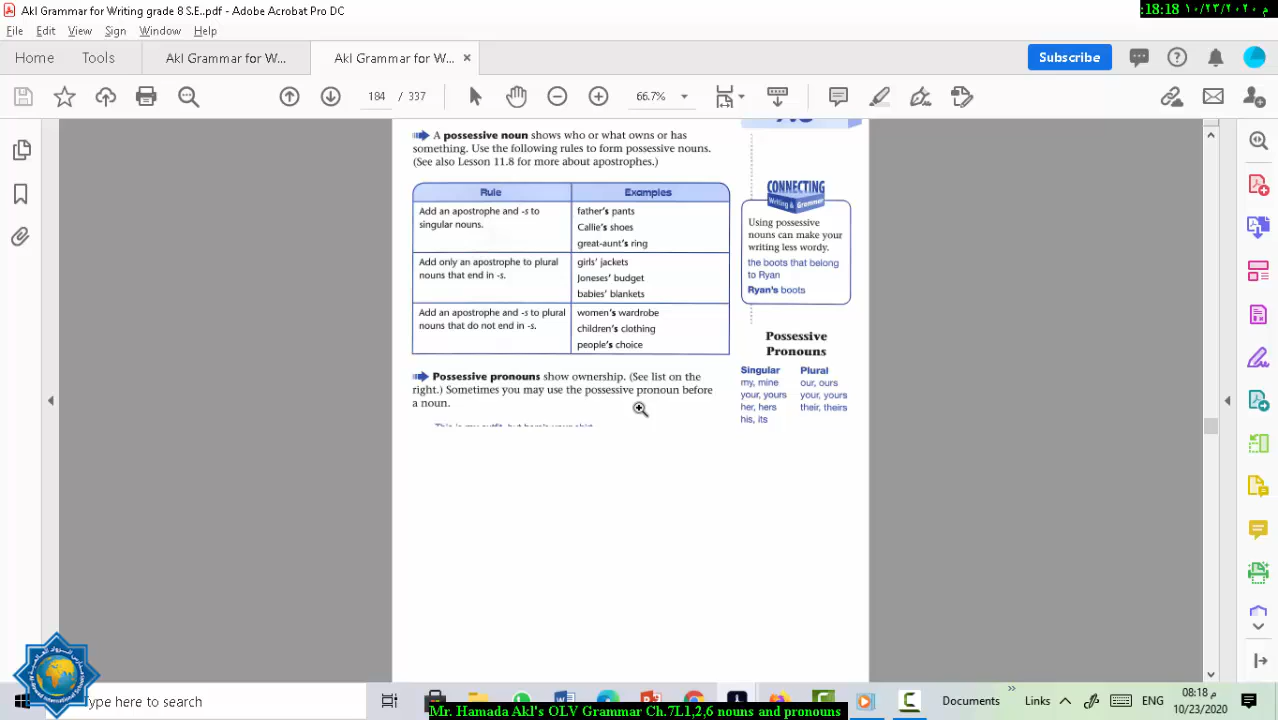 Akl Grammar for Writing grade 8 S.E..pdf - Adobe Acrobat Pro DC
:18:18 ١٠/٢٣/٢٠٢٠ م
File Edit View Sign Window Help
Home Tools Akl Grammar for W... Akl Grammar for W... ×
Subscribe
184 / 337 66.7%
A possessive noun shows who or what owns or has
something. Use the following rules to form possessive nouns.
(See also Lesson 11.8 for more about apostrophes.)
Rule Examples
Add an apostrophe and -s to
singular nouns.
father's pants
Callie's shoes
great-aunt's ring
Add only an apostrophe to plural
nouns that end in -s.
girls' jackets
Joneses' budget
babies' blankets
Add an apostrophe and -s to plural
nouns that do not end in -s.
women's wardrobe
children's clothing
people's choice
Possessive pronouns show ownership. (See list on the
right.) Sometimes you may use the possessive pronoun before
a noun.
CONNECTING
Writing & Grammar
Using possessive
nouns can make your
writing less wordy.
the boots that belong
to Ryan
Ryan's boots
Possessive
Pronouns
Singular Plural
my, mine our, ours
your, yours your, yours
her, hers their, theirs
his, its
ype here to search
Documents
Links
ENG
08:18 م
10/23/2020
Mr. Hamada Akl's OLV Grammar Ch.7L1,2,6 nouns and pronouns